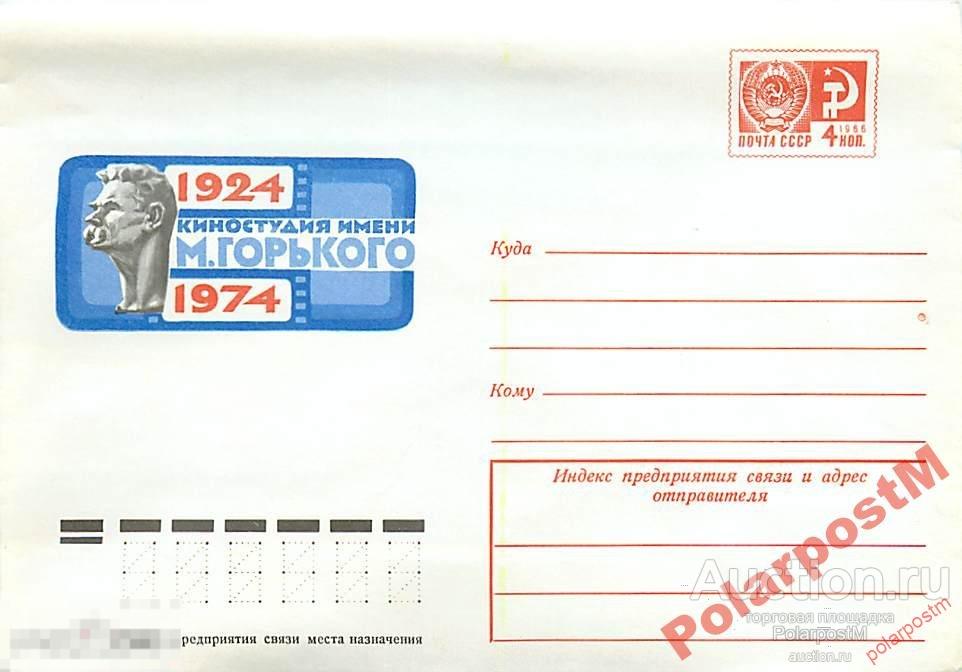 1966
ПОЧТА СССР 4 КОП.
1924
КИНОСТУДИЯ ИМЕНИ
М.ГОРЬКОГО
1974
Куда
Кому
Индекс предприятия связи и адрес
отправителя
редприятия связи места назначения
PolarpostM
Auction.ru
торговая площадка
PolarpostM
auction.ru
polarpostm